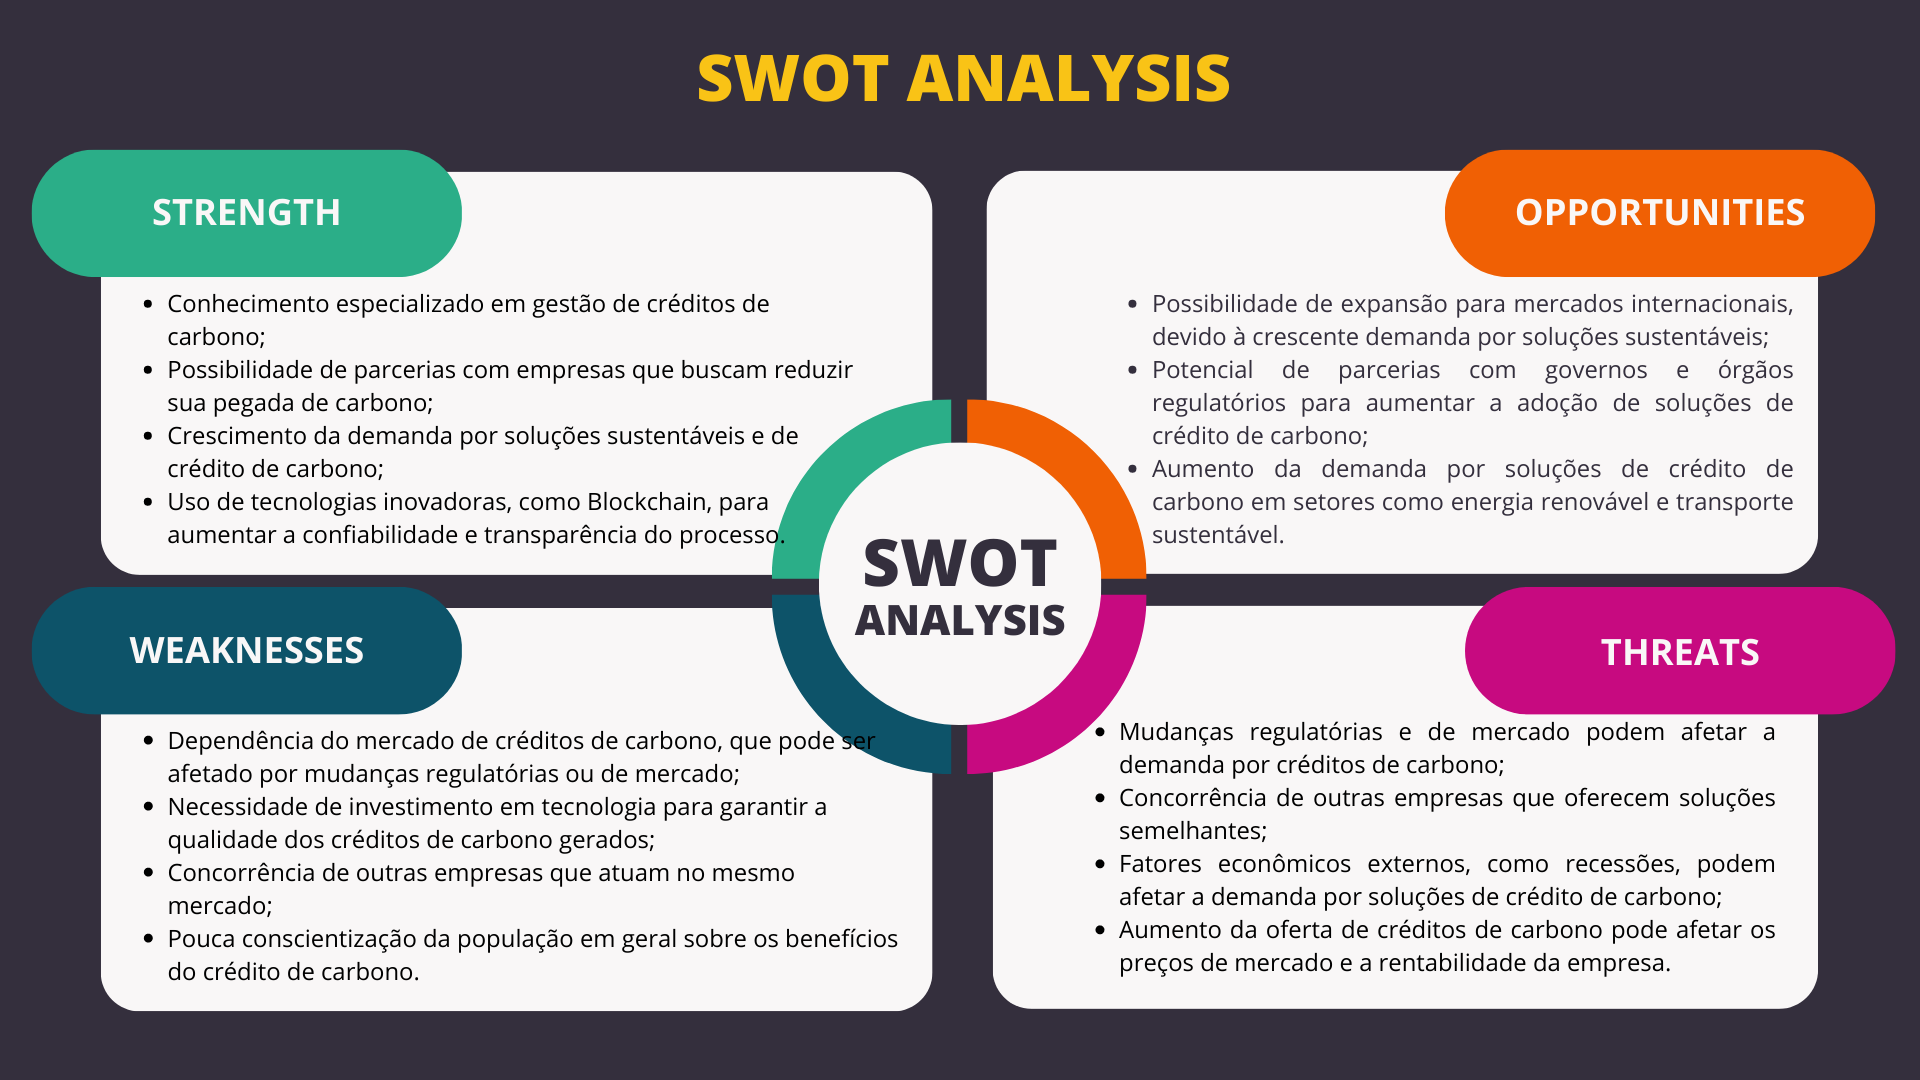 SWOT ANALYSIS
STRENGTH
• Conhecimento especializado em gestão de créditos de
carbono;
• Possibilidade de parcerias com empresas que buscam reduzir
sua pegada de carbono;
• Crescimento da demanda por soluções sustentáveis e de
crédito de carbono;
• Uso de tecnologias inovadoras, como Blockchain, para
aumentar a confiabilidade e transparência do processo.
OPPORTUNITIES
• Possibilidade de expansão para mercados internacionais,
devido à crescente demanda por soluções sustentáveis;
• Potencial de parcerias com governos e órgãos
regulatórios para aumentar a adoção de soluções de
crédito de carbono;
• Aumento da demanda por soluções de crédito de
carbono em setores como energia renovável e transporte
sustentável.
SWOT
ANALYSIS
WEAKNESSES
• Dependência do mercado de créditos de carbono, que pode ser
afetado por mudanças regulatórias ou de mercado;
• Necessidade de investimento em tecnologia para garantir a
qualidade dos créditos de carbono gerados;
• Concorrência de outras empresas que atuam no mesmo
mercado;
• Pouca conscientização da população em geral sobre os benefícios
do crédito de carbono.
THREATS
• Mudanças regulatórias e de mercado podem afetar a
demanda por créditos de carbono;
• Concorrência de outras empresas que oferecem soluções
semelhantes;
• Fatores econômicos externos, como recessões, podem
afetar a demanda por soluções de crédito de carbono;
• Aumento da oferta de créditos de carbono pode afetar os
preços de mercado e a rentabilidade da empresa.